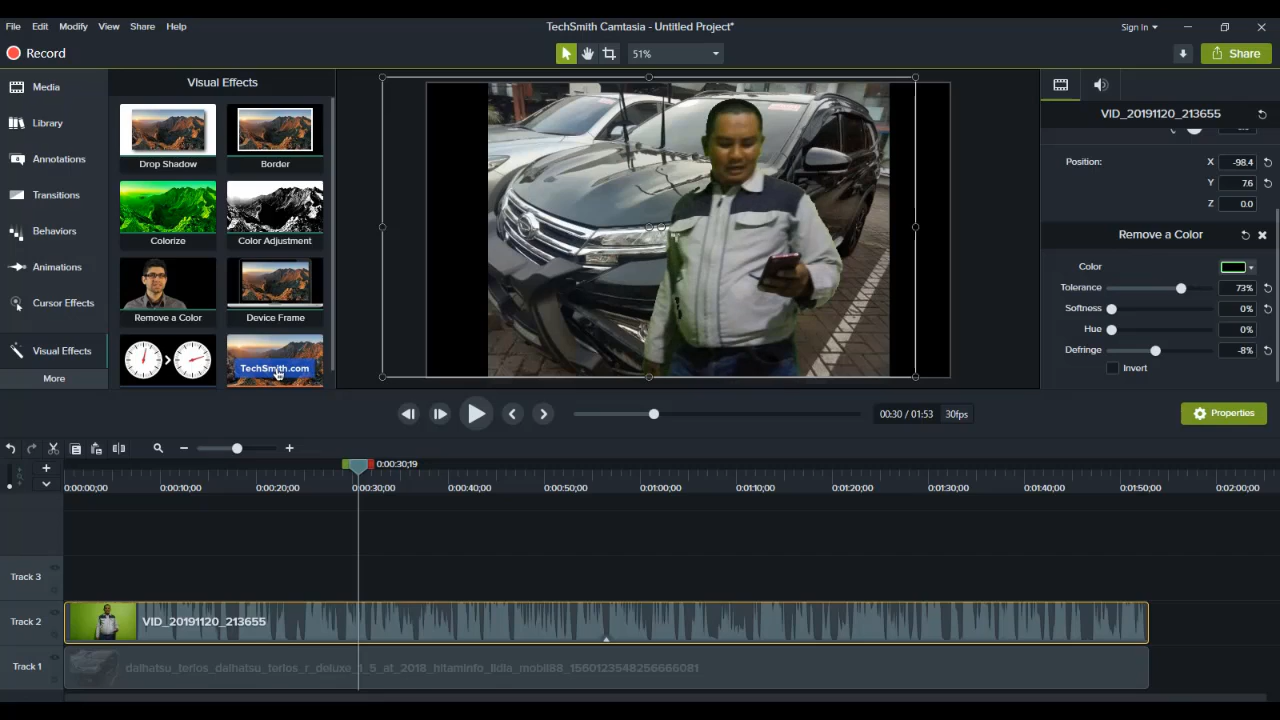 TechSmith Camtasia - Untitled Project*
File Edit Modify View Share Help
Sign In
Record
51%
Share
Media
Library
Annotations
Transitions
Behaviors
Animations
Cursor Effects
Visual Effects
More
Visual Effects
Drop Shadow
Border
Colorize
Color Adjustment
Remove a Color
Device Frame
TechSmith.com
VID_20191120_213655
Position: X -98.4
Y 7.6
Z 0.0
Remove a Color
Color
Tolerance 73%
Softness 0%
Hue 0%
Defringe -8%
Invert
00:30 / 01:53 30fps
Properties
0:00:30;19
0:00:00;00 0:00:10;00 0:00:20;00 0:00:30;00 0:00:40;00 0:00:50;00 0:01:00;00 0:01:10;00 0:01:20;00 0:01:30;00 0:01:40;00 0:01:50;00 0:02:00;00
Track 3
Track 2
VID_20191120_213655
Track 1
daihatsu_terios_daihatsu_terios_r_deluxe_1_5_at_2018_hitaminfo_lidia_mobil88_1560123548256666081